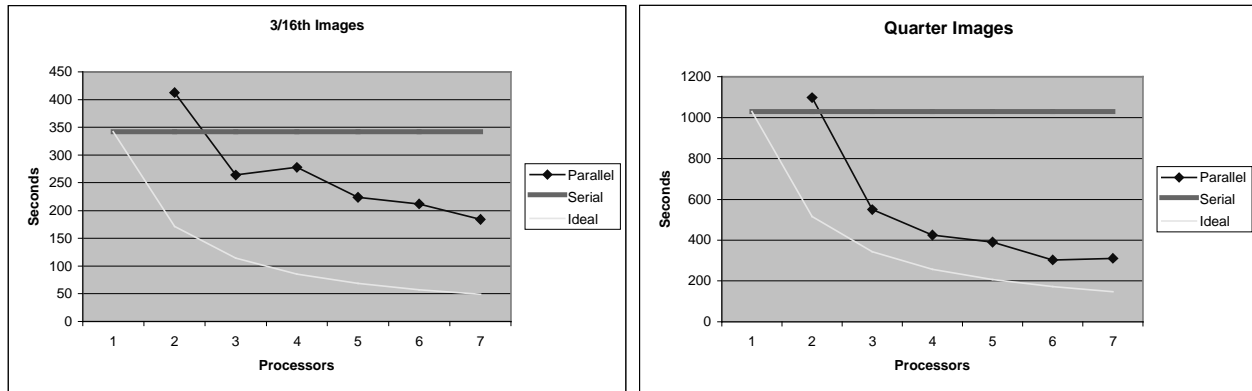 3/16th Images
450
400
350
300
250
200
150
100
50
0
Seconds
1 2 3 4 5 6 7
Processors
Parallel
Serial
Ideal
Quarter Images
1200
1000
800
600
400
200
0
Seconds
1 2 3 4 5 6 7
Processors
Parallel
Serial
Ideal